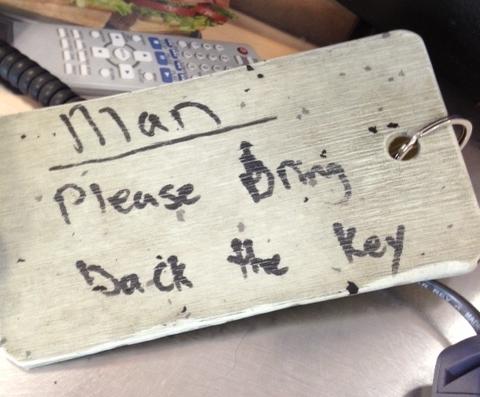 Man
Please Bring
Back the key